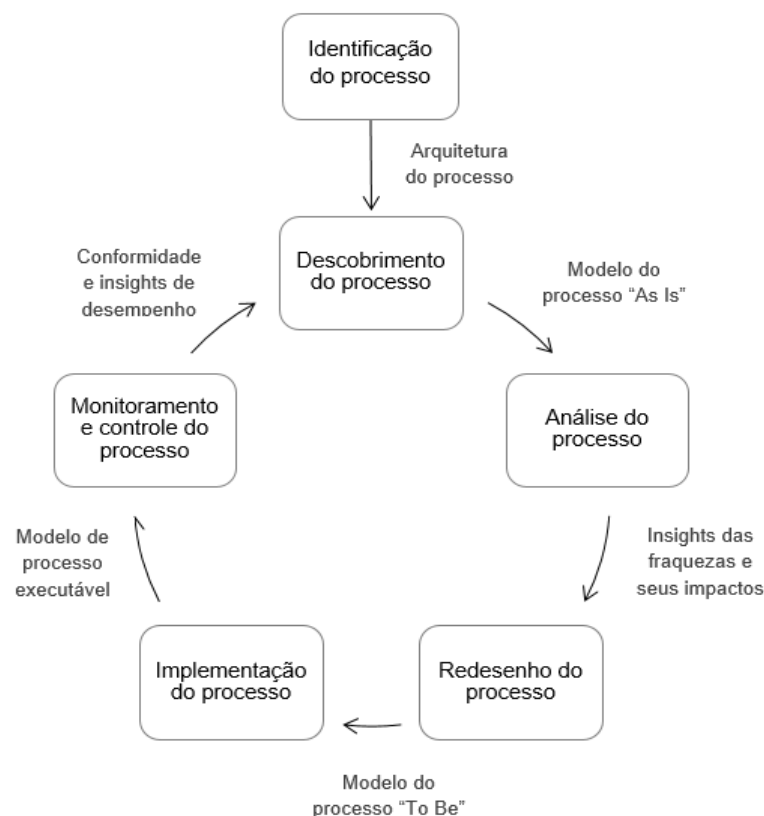 Identificação
do processo
Arquitetura
do processo
Descobrimento
do processo
Modelo do
processo “As Is”
Análise do
processo
Insights das
fraquezas e
seus impactos
Redesenho do
processo
Modelo do
processo “To Be”
Implementação
do processo
Modelo de
processo
executável
Monitoramento
e controle do
processo
Conformidade
e insights de
desempenho